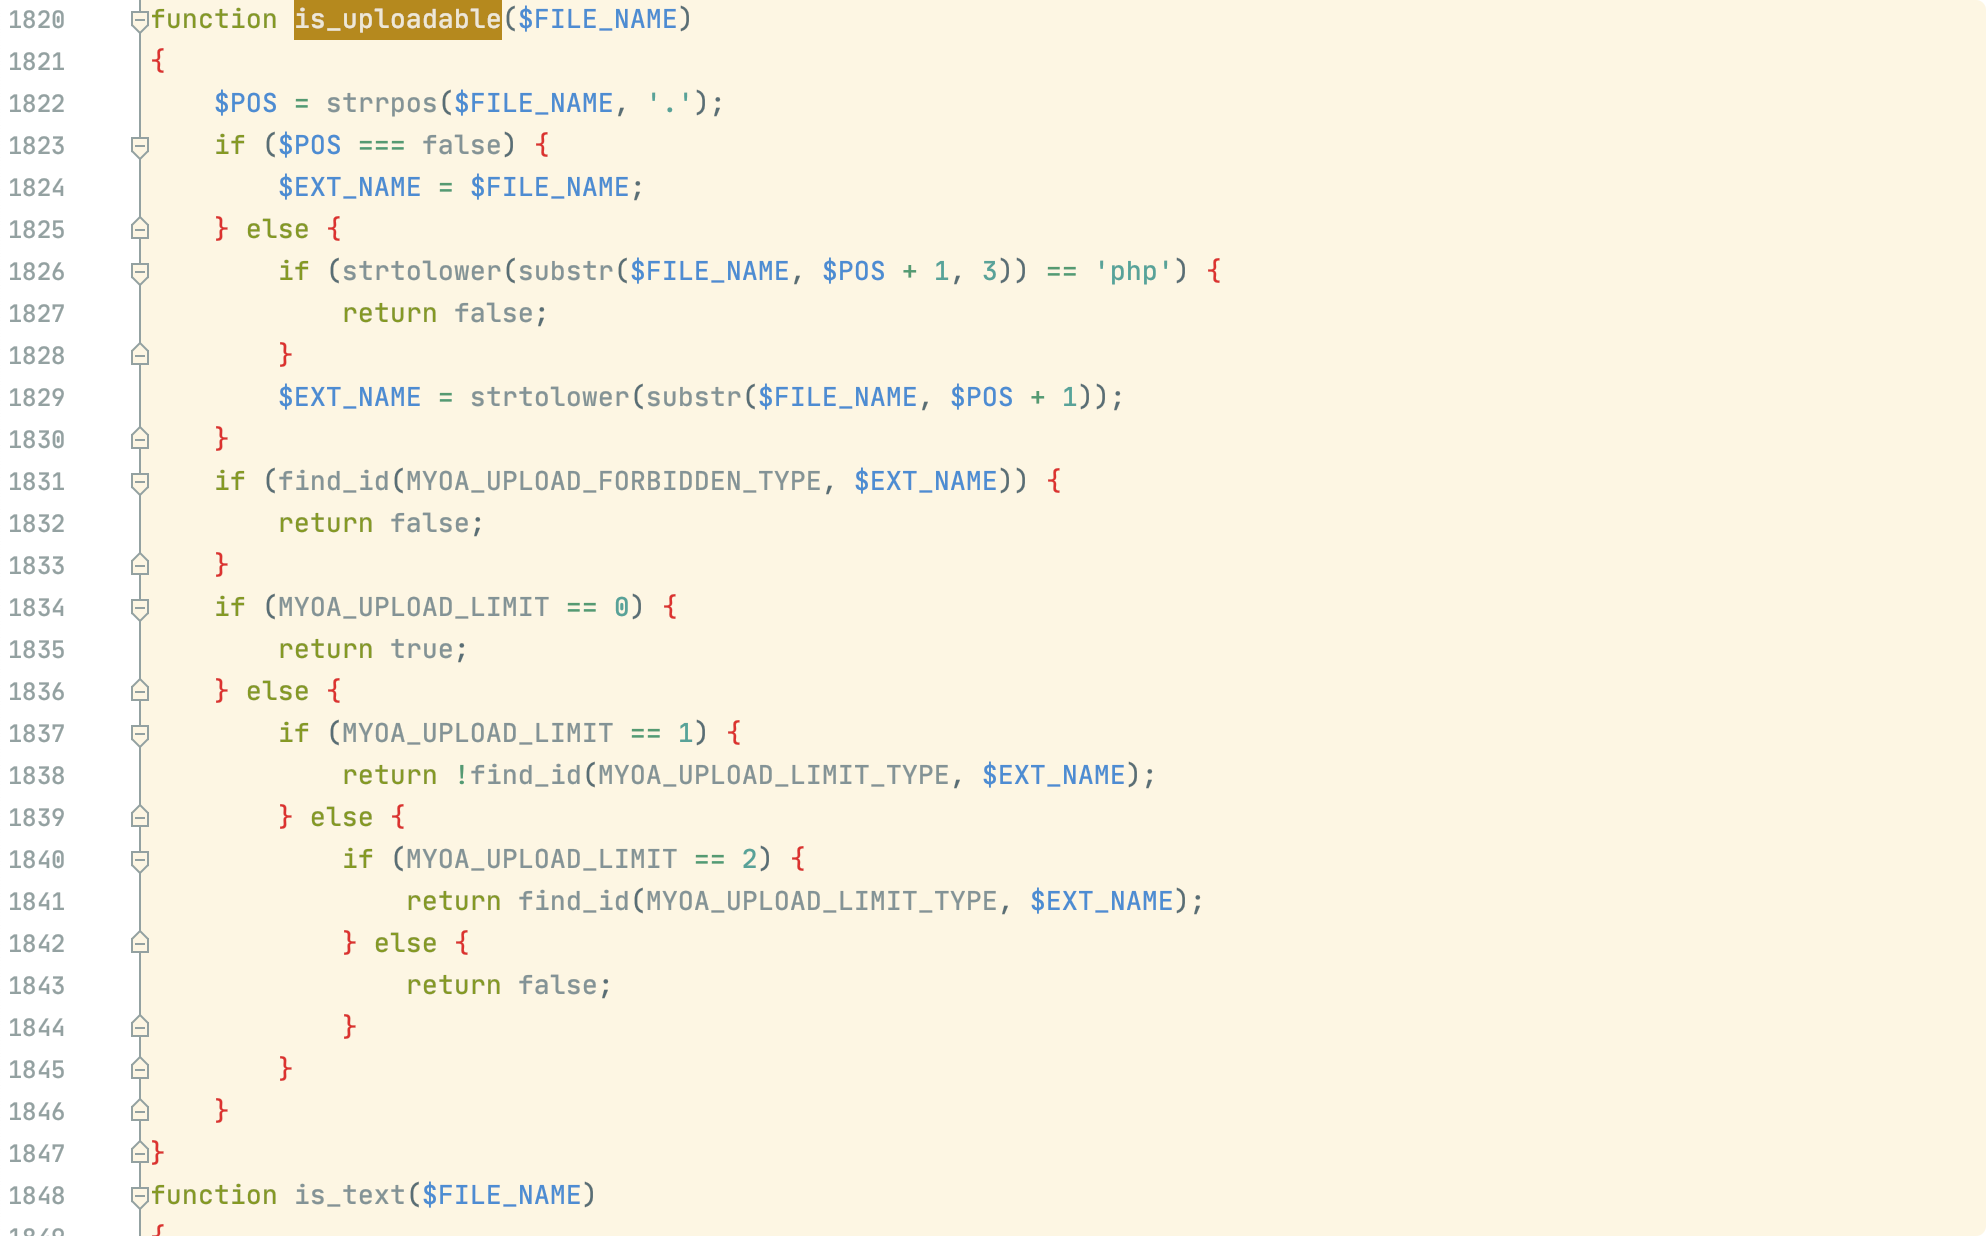 1820 function is_uploadable($FILE_NAME)
1821 {
1822     $POS = strrpos($FILE_NAME, '.');
1823     if ($POS === false) {
1824         $EXT_NAME = $FILE_NAME;
1825     } else {
1826         if (strtolower(substr($FILE_NAME, $POS + 1, 3)) == 'php') {
1827             return false;
1828         }
1829         $EXT_NAME = strtolower(substr($FILE_NAME, $POS + 1));
1830     }
1831     if (find_id(MYOA_UPLOAD_FORBIDDEN_TYPE, $EXT_NAME)) {
1832         return false;
1833     }
1834     if (MYOA_UPLOAD_LIMIT == 0) {
1835         return true;
1836     } else {
1837         if (MYOA_UPLOAD_LIMIT == 1) {
1838             return !find_id(MYOA_UPLOAD_LIMIT_TYPE, $EXT_NAME);
1839         } else {
1840             if (MYOA_UPLOAD_LIMIT == 2) {
1841                 return find_id(MYOA_UPLOAD_LIMIT_TYPE, $EXT_NAME);
1842             } else {
1843                 return false;
1844             }
1845         }
1846     }
1847 }
1848 function is_text($FILE_NAME)
1849 {